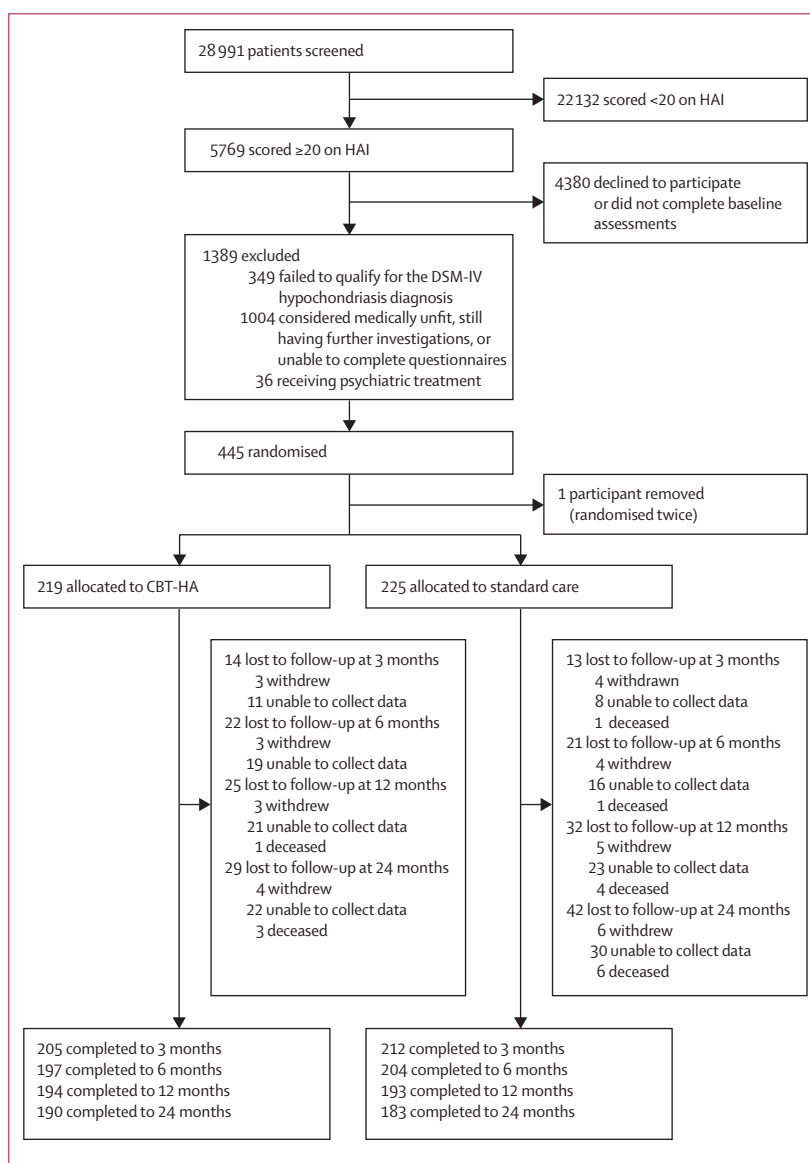 28 991 patients screened
22 132 scored <20 on HAI
5769 scored ≥20 on HAI
4380 declined to participate
or did not complete baseline
assessments
1389 excluded
349 failed to qualify for the DSM-IV
hypochondriasis diagnosis
1004 considered medically unfit, still
having further investigations, or
unable to complete questionnaires
36 receiving psychiatric treatment
445 randomised
1 participant removed
(randomised twice)
219 allocated to CBT-HA
225 allocated to standard care
14 lost to follow-up at 3 months
3 withdrew
11 unable to collect data
22 lost to follow-up at 6 months
3 withdrew
19 unable to collect data
25 lost to follow-up at 12 months
3 withdrew
21 unable to collect data
1 deceased
29 lost to follow-up at 24 months
4 withdrew
22 unable to collect data
3 deceased
13 lost to follow-up at 3 months
4 withdrawn
8 unable to collect data
1 deceased
21 lost to follow-up at 6 months
4 withdrew
16 unable to collect data
1 deceased
32 lost to follow-up at 12 months
5 withdrew
23 unable to collect data
4 deceased
42 lost to follow-up at 24 months
6 withdrew
30 unable to collect data
6 deceased
205 completed to 3 months
197 completed to 6 months
194 completed to 12 months
190 completed to 24 months
212 completed to 3 months
204 completed to 6 months
193 completed to 12 months
183 completed to 24 months